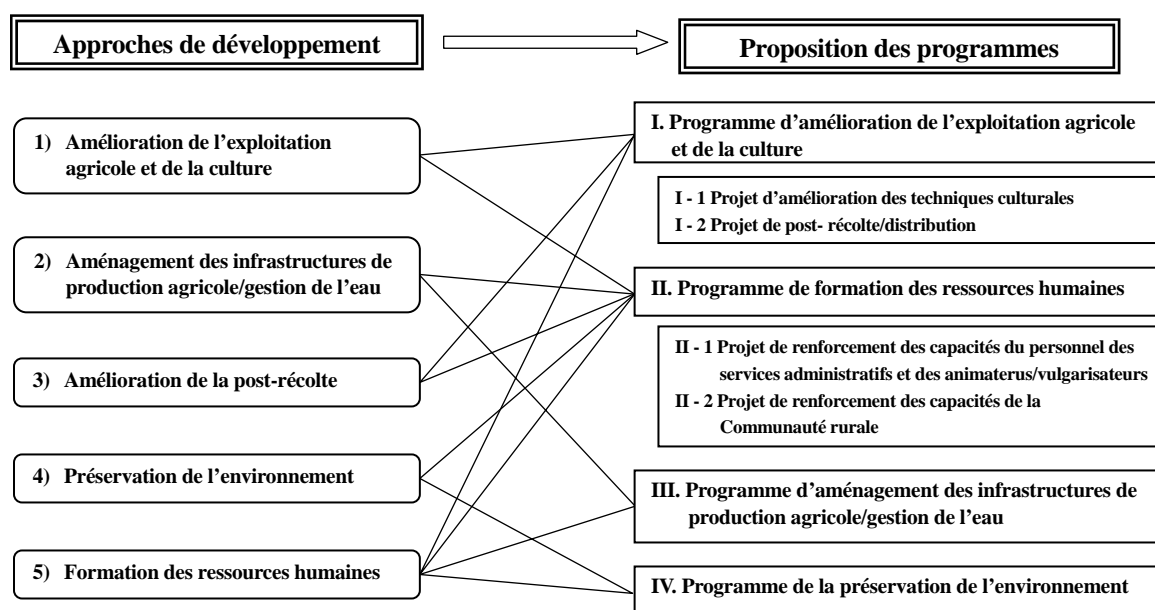 Approches de développement
Proposition des programmes
1) Amélioration de l’exploitation
agricole et de la culture
2) Aménagement des infrastructures de
production agricole/gestion de l’eau
3) Amélioration de la post-récolte
4) Préservation de l’environnement
5) Formation des ressources humaines
I. Programme d’amélioration de l’exploitation agricole
et de la culture
I - 1 Projet d’amélioration des techniques culturales
I - 2 Projet de post- récolte/distribution
II. Programme de formation des ressources humaines
II - 1 Projet de renforcement des capacités du personnel des
services administratifs et des animaterus/vulgarisateurs
II - 2 Projet de renforcement des capacités de la
Communauté rurale
III. Programme d’aménagement des infrastructures de
production agricole/gestion de l’eau
IV. Programme de la préservation de l’environnement